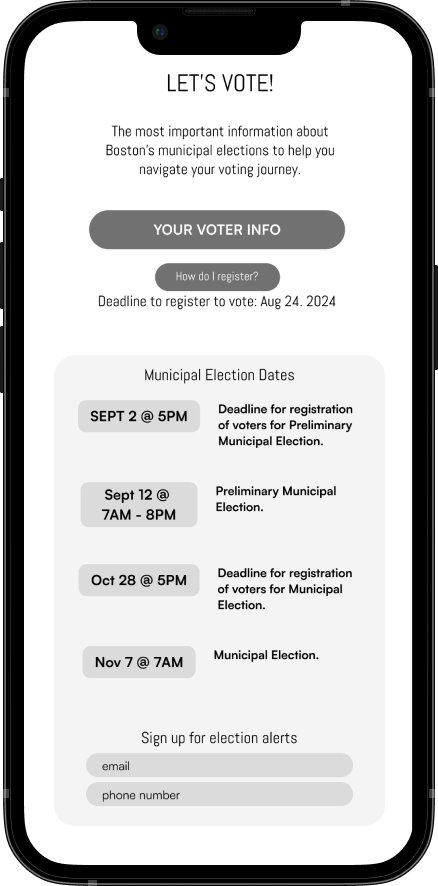 LET'S VOTE!
The most important information about
Boston's municipal elections to help you
navigate your voting journey.
YOUR VOTER INFO
How do I register?
Deadline to register to vote: Aug 24. 2024
Municipal Election Dates
SEPT 2 @ 5PM
Deadline for registration
of voters for Preliminary
Municipal Election.
Sept 12 @
7AM - 8PM
Preliminary Municipal
Election.
Oct 28 @ 5PM
Deadline for registration
of voters for Municipal
Election.
Nov 7 @ 7AM
Municipal Election.
Sign up for election alerts
email
phone number